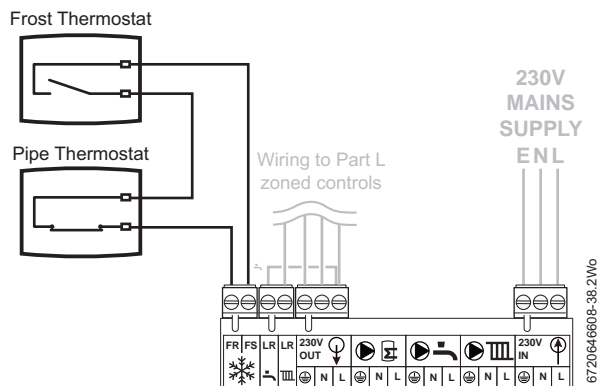 Frost Thermostat
Pipe Thermostat
Wiring to Part L
zoned controls
230V
MAINS
SUPPLY
E N L
FR FS LR LR 230V OUT 230V IN
N L N L N L N L N L
6720646608-38.2Wo